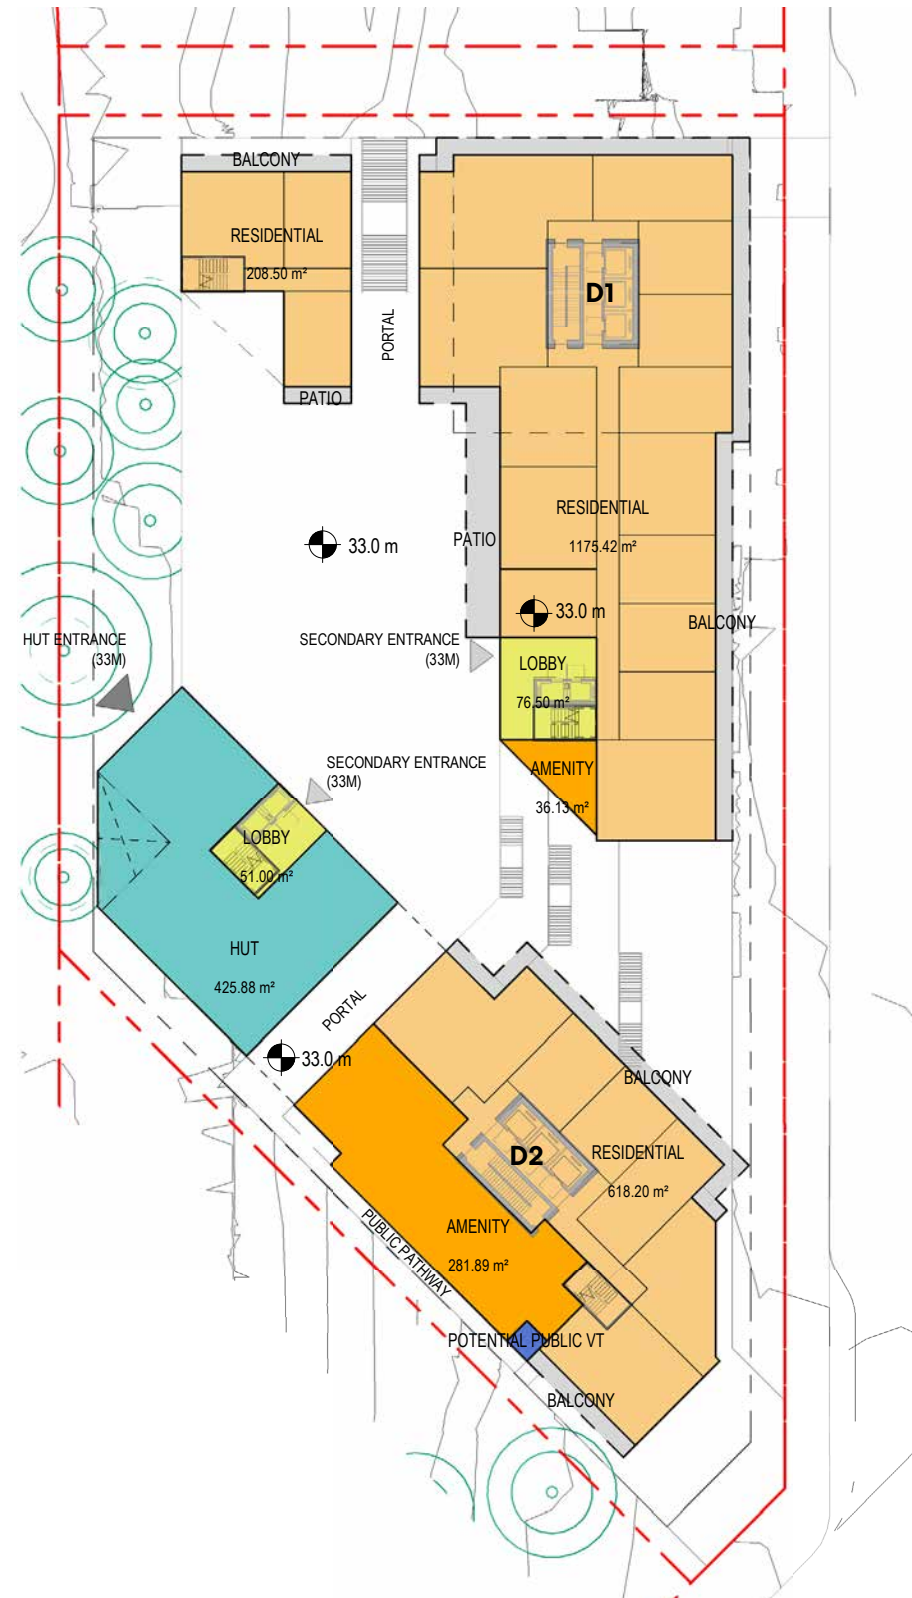 BALCONY
RESIDENTIAL
208.50 m²
D1
PORTAL
PATIO
RESIDENTIAL
1175.42 m²
PATIO
33.0 m
33.0 m
BALCONY
HUT ENTRANCE
(33M)
SECONDARY ENTRANCE
(33M)
LOBBY
76.50 m²
SECONDARY ENTRANCE
(33M)
AMENITY
36.13 m²
LOBBY
51.00 m²
HUT
425.88 m²
PORTAL
33.0 m
BALCONY
D2
RESIDENTIAL
618.20 m²
AMENITY
281.89 m²
PUBLIC PATHWAY
POTENTIAL PUBLIC VT
BALCONY